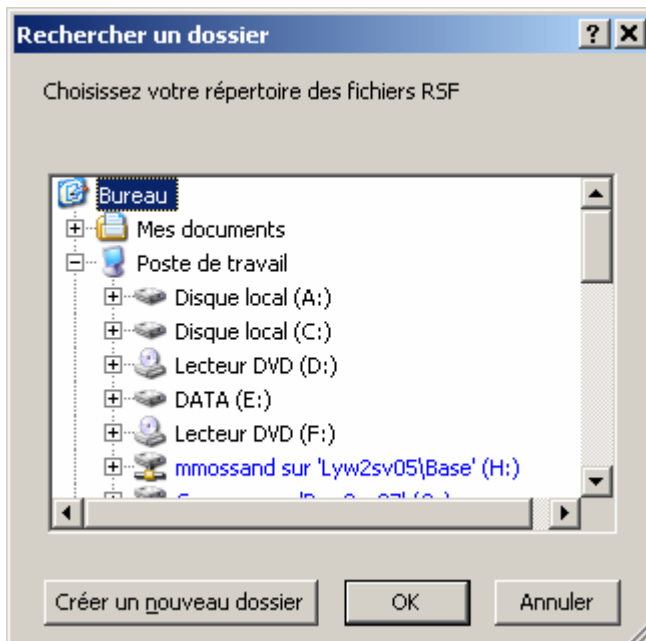 Rechercher un dossier
Choisissez votre répertoire des fichiers RSF
Bureau
Mes documents
Poste de travail
Disque local (A:)
Disque local (C:)
Lecteur DVD (D:)
DATA (E:)
Lecteur DVD (F:)
mmossand sur 'Lyw2sv05\Base' (H:)
Créer un nouveau dossier
OK
Annuler